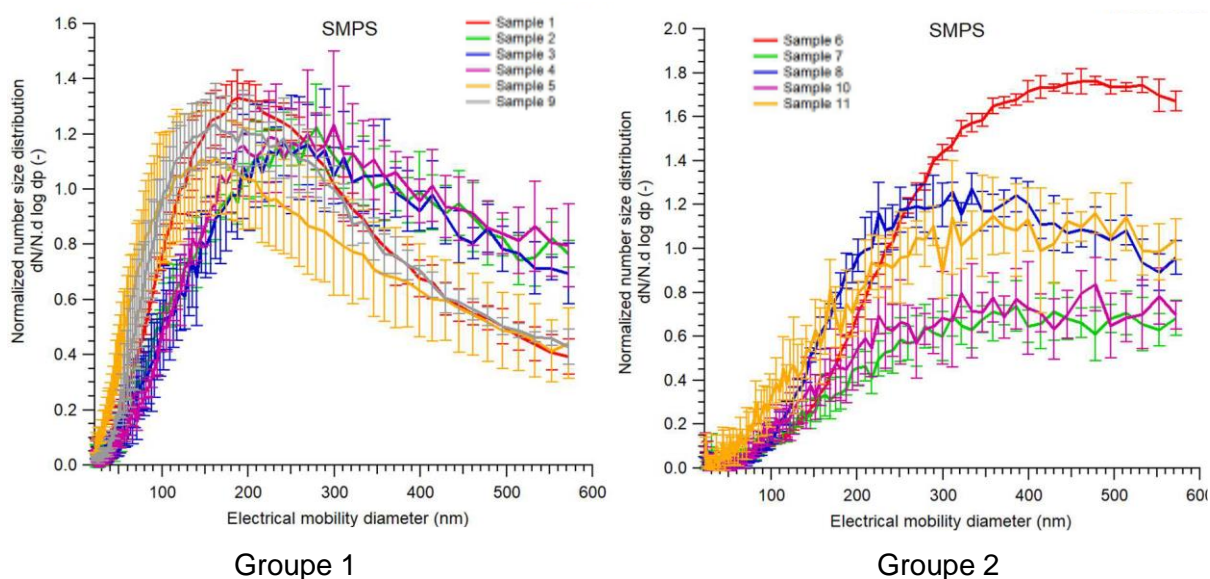 SMPS
Sample 1
Sample 2
Sample 3
Sample 4
Sample 5
Sample 9
Normalized number size distribution
dN/N.d log dp (-)
1.6
1.4
1.2
1.0
0.8
0.6
0.4
0.2
0.0
100
200
300
400
500
600
Electrical mobility diameter (nm)
Groupe 1
SMPS
Sample 6
Sample 7
Sample 8
Sample 10
Sample 11
Normalized number size distribution
dN/N.d log dp (-)
2.0
1.8
1.6
1.4
1.2
1.0
0.8
0.6
0.4
0.2
0.0
100
200
300
400
500
600
Electrical mobility diameter (nm)
Groupe 2